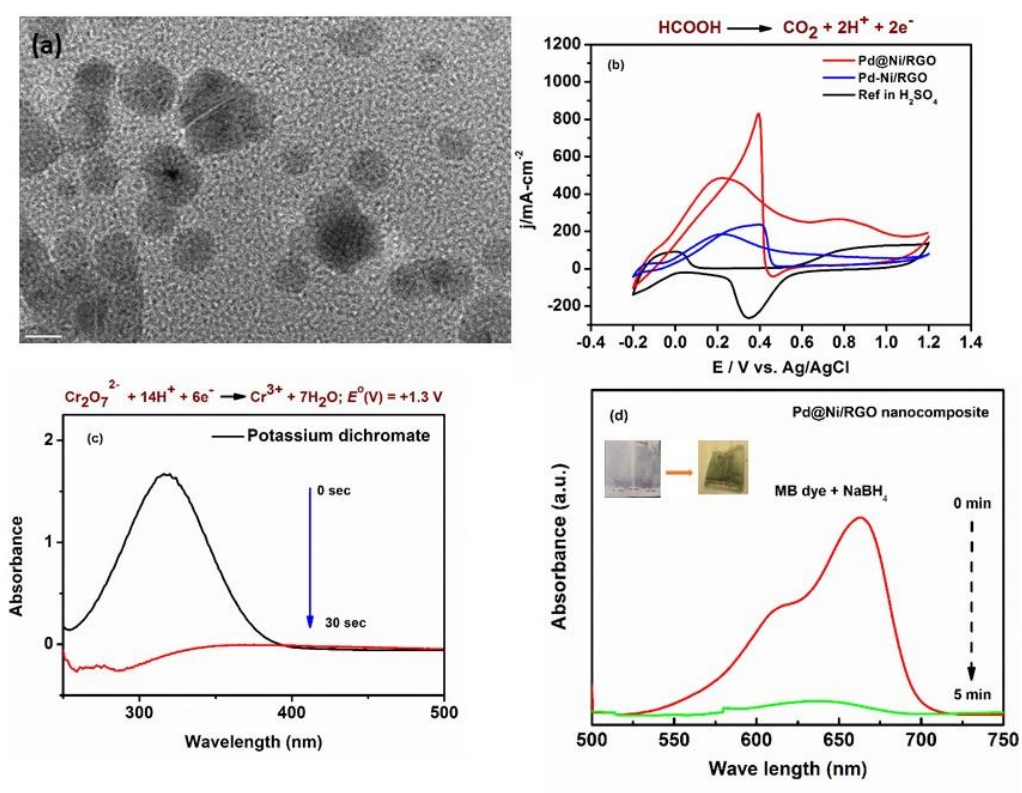 (a)
HCOOH → CO2 + 2H+ + 2e-
(b)
Pd@Ni/RGO
Pd-Ni/RGO
Ref in H2SO4
j/mA-cm-2
1200
1000
800
600
400
200
0
-200
-0.4 -0.2 0.0 0.2 0.4 0.6 0.8 1.0 1.2 1.4
E / V vs. Ag/AgCl
Cr2O7 2- + 14H+ + 6e- → Cr3+ + 7H2O; Eo(V) = +1.3 V
(c)
Potassium dichromate
0 sec
30 sec
Absorbance
2
1
0
300 400 500
Wavelength (nm)
(d)
Pd@Ni/RGO nanocomposite
MB dye + NaBH4
0 min
5 min
Absorbance (a.u.)
500 550 600 650 700 750
Wave length (nm)